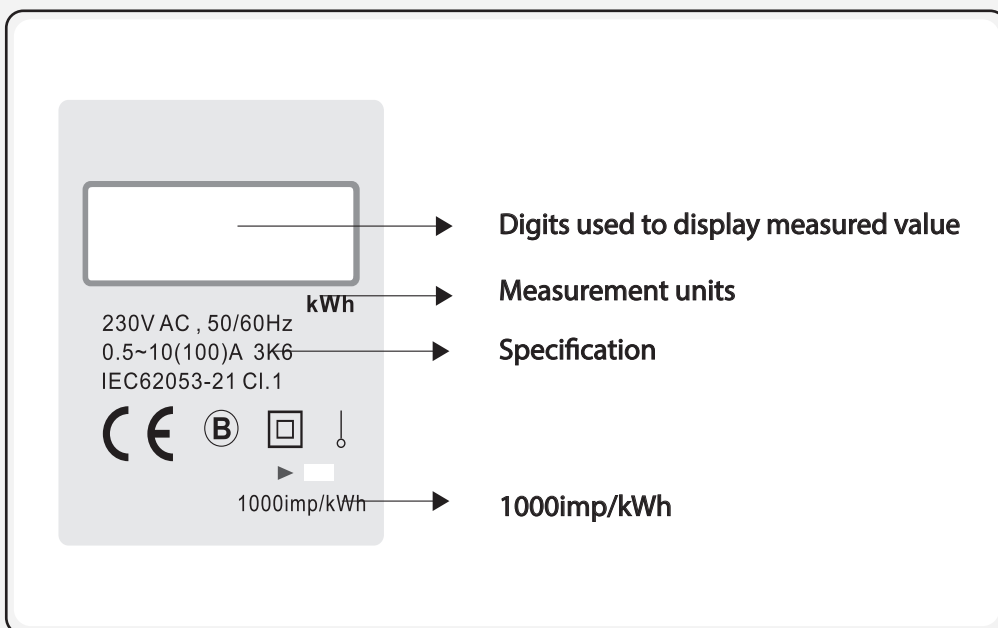 Digits used to display measured value
kWh
Measurement units
230V AC , 50/60Hz
0.5~10(100)A 3K6
Specification
IEC62053-21 Cl.1
CE B
1000imp/kWh
1000imp/kWh